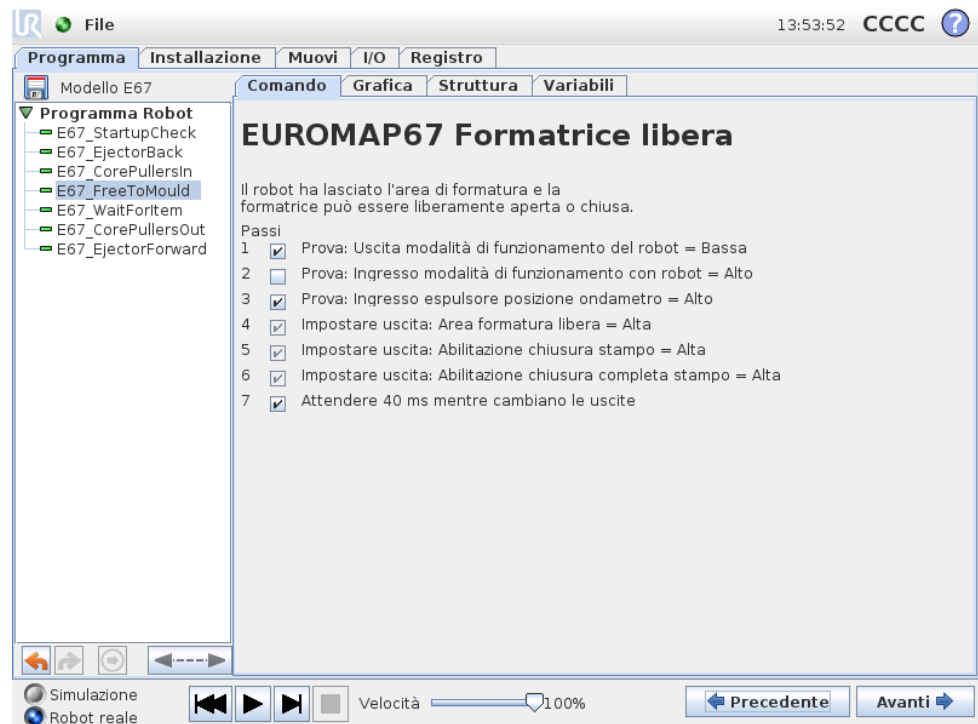 UR File 13:53:52 CCCC ?
Programma Installazione Muovi I/O Registro
Modello E67
Comando Grafica Struttura Variabili
Programma Robot
E67_StartupCheck
E67_EjectorBack
E67_CorePullersIn
E67_FreeToMould
E67_WaitForItem
E67_CorePullersOut
E67_EjectorForward
EUROMAP67 Formatrice libera
Il robot ha lasciato l'area di formatura e la
formatrice può essere liberamente aperta o chiusa.
Passi
1 Prova: Uscita modalità di funzionamento del robot = Bassa
2 Prova: Ingresso modalità di funzionamento con robot = Alto
3 Prova: Ingresso espulsore posizione ondametro = Alto
4 Impostare uscita: Area formatura libera = Alta
5 Impostare uscita: Abilitazione chiusura stampo = Alta
6 Impostare uscita: Abilitazione chiusura completa stampo = Alta
7 Attendere 40 ms mentre cambiano le uscite
Simulazione
Robot reale
Velocità 100%
Precedente Avanti